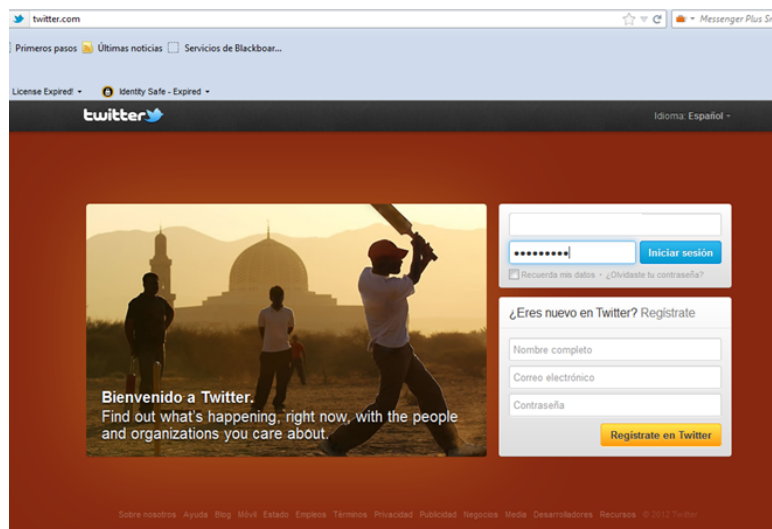 twitter.com
Messenger Plus
Primeros pasos Últimas noticias Servicios de Blackboar...
License Expired! Identity Safe - Expired
twitter
Idioma: Español
Iniciar sesión
Recuerda mis datos · ¿Olvidaste tu contraseña?
¿Eres nuevo en Twitter? Regístrate
Nombre completo
Correo electrónico
Contraseña
Regístrate en Twitter
Bienvenido a Twitter.
Find out what's happening, right now, with the people
and organizations you care about.
Sobre nosotros Ayuda Blog Móvil Estado Empleos Términos Privacidad Publicidad Negocios Media Desarrolladores Recursos © 2012 Twitter